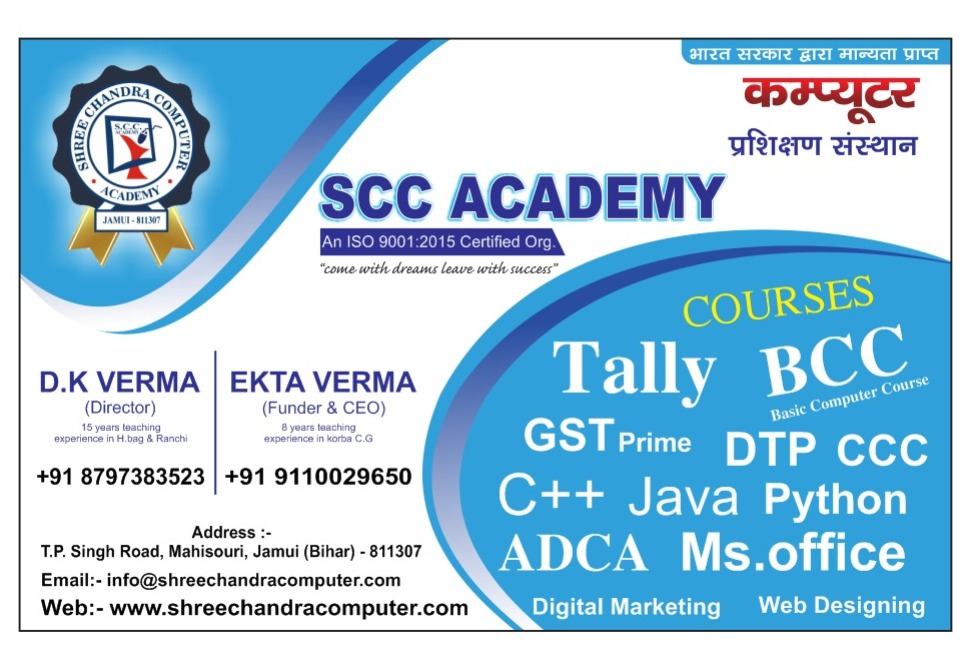 भारत सरकार द्वारा मान्यता प्राप्त
कम्प्यूटर
प्रशिक्षण संस्थान
SHREE CHANDRA COMPUTER
S.C.C.
ACADEMY
ACADEMY
JAMUI - 811307
SCC ACADEMY
An ISO 9001:2015 Certified Org.
"come with dreams leave with success"
D.K VERMA
(Director)
15 years teaching
experience in H.bag & Ranchi
+91 8797383523
EKTA VERMA
(Funder & CEO)
8 years teaching
experience in korba C.G
+91 9110029650
Address :-
T.P. Singh Road, Mahisouri, Jamui (Bihar) - 811307
Email:- info@shreechandracomputer.com
Web:- www.shreechandracomputer.com
COURSES
Tally BCC
Basic Computer Course
GST Prime DTP CCC
C++ Java Python
ADCA Ms.office
Digital Marketing Web Designing